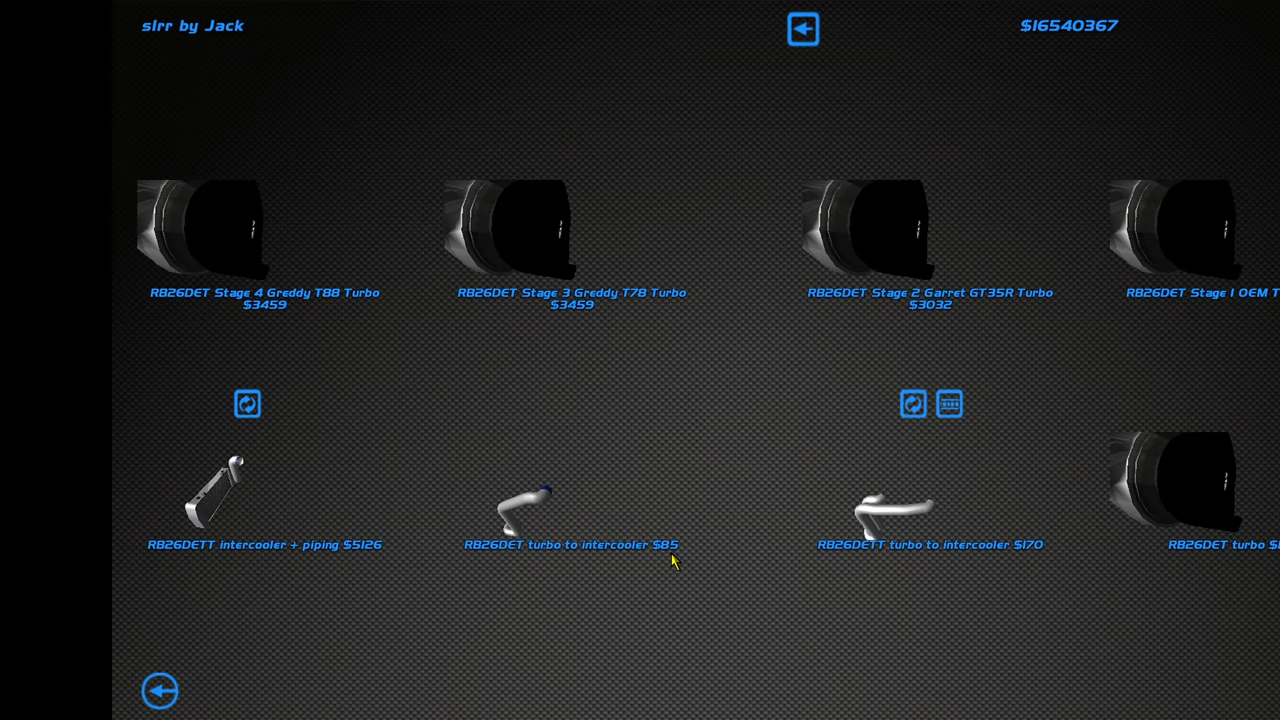 slrr by Jack
$16540367
RB26DET Stage 4 Greddy T88 Turbo
$3459
RB26DET Stage 3 Greddy T78 Turbo
$3459
RB26DET Stage 2 Garret GT35R Turbo
$3032
RB26DET Stage 1 OEM T
RB26DETT intercooler + piping $5126
RB26DET turbo to intercooler $85
RB26DETT turbo to intercooler $170
RB26DET turbo $